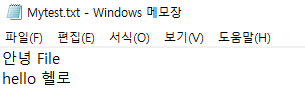 Mytest.txt - Windows 메모장
파일(F) 편집(E) 서식(O) 보기(V) 도움말(H)
안녕 File
hello 헬로